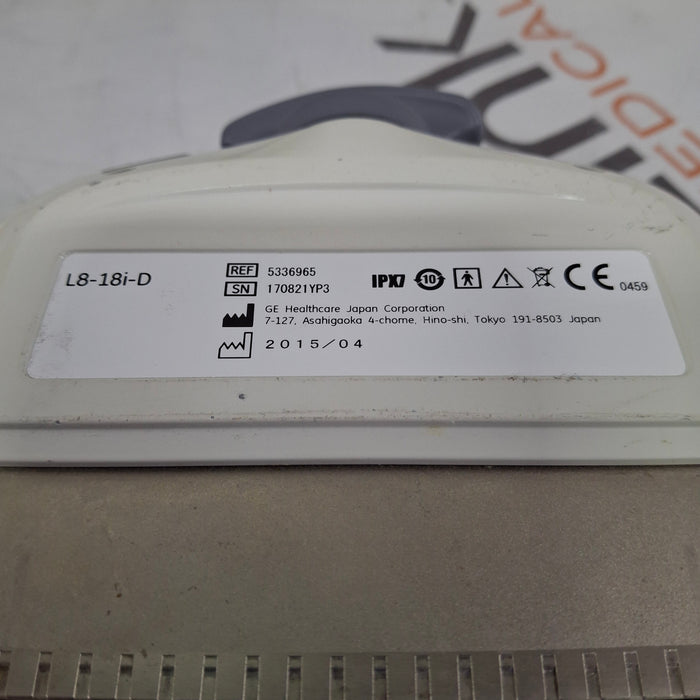 L8-18i-D
REF 5336965
SN 170821YP3
IPX7 10 CE 0459
GE Healthcare Japan Corporation
7-127, Asahigaoka 4-chome, Hino-shi, Tokyo 191-8503 Japan
2015/04
EDICAL